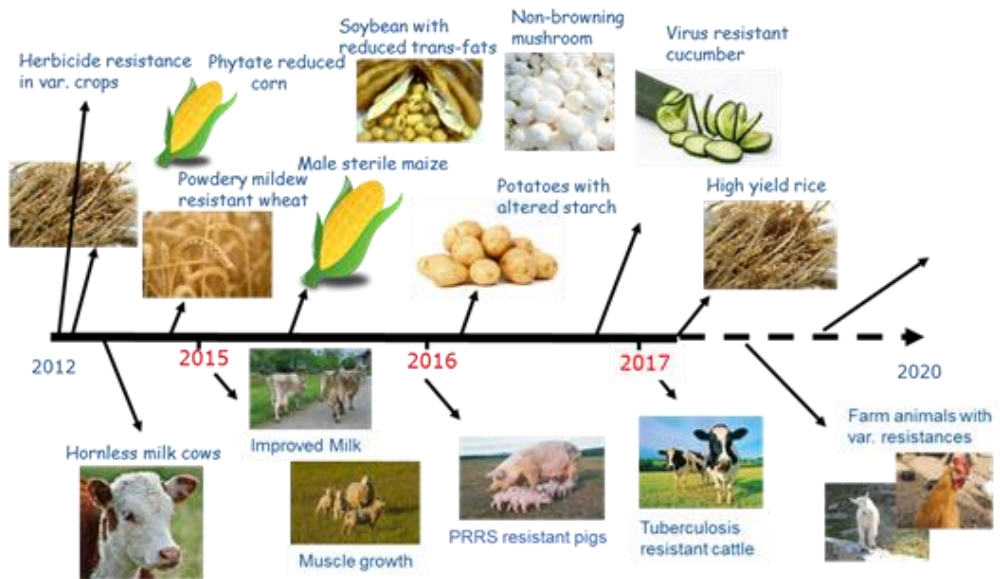 Herbicide resistance
in var. crops
Phytate reduced
corn
Soybean with
reduced trans-fats
Non-browning
mushroom
Virus resistant
cucumber
Powdery mildew
resistant wheat
Male sterile maize
Potatoes with
altered starch
High yield rice
2012
2015
2016
2017
2020
Hornless milk cows
Improved Milk
Muscle growth
PRRS resistant pigs
Tuberculosis
resistant cattle
Farm animals with
var. resistances